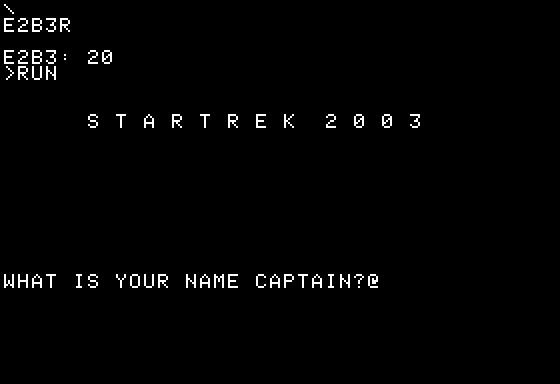 \
E2B3R
E2B3: 20
>RUN
S T A R T R E K  2 0 0 3
WHAT IS YOUR NAME CAPTAIN?@